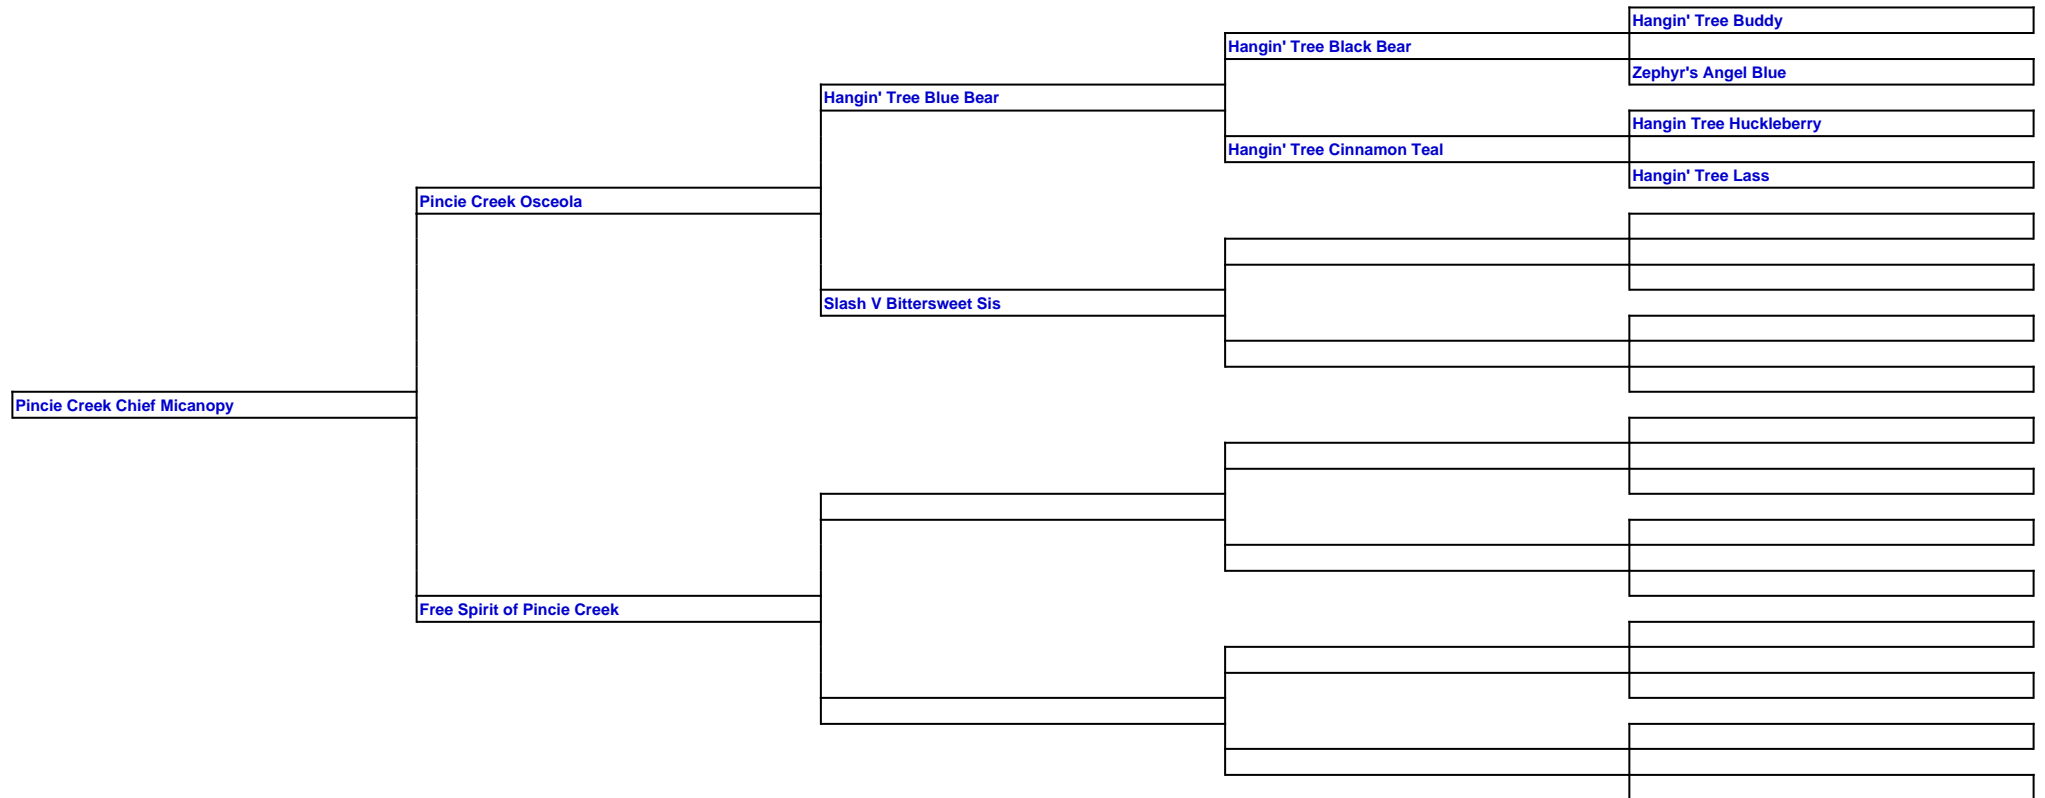 Hangin' Tree Buddy
Hangin' Tree Black Bear
Zephyr's Angel Blue
Hangin' Tree Blue Bear
Hangin Tree Huckleberry
Hangin' Tree Cinnamon Teal
Hangin' Tree Lass
Pincie Creek Osceola
Slash V Bittersweet Sis
Pincie Creek Chief Micanopy
Free Spirit of Pincie Creek